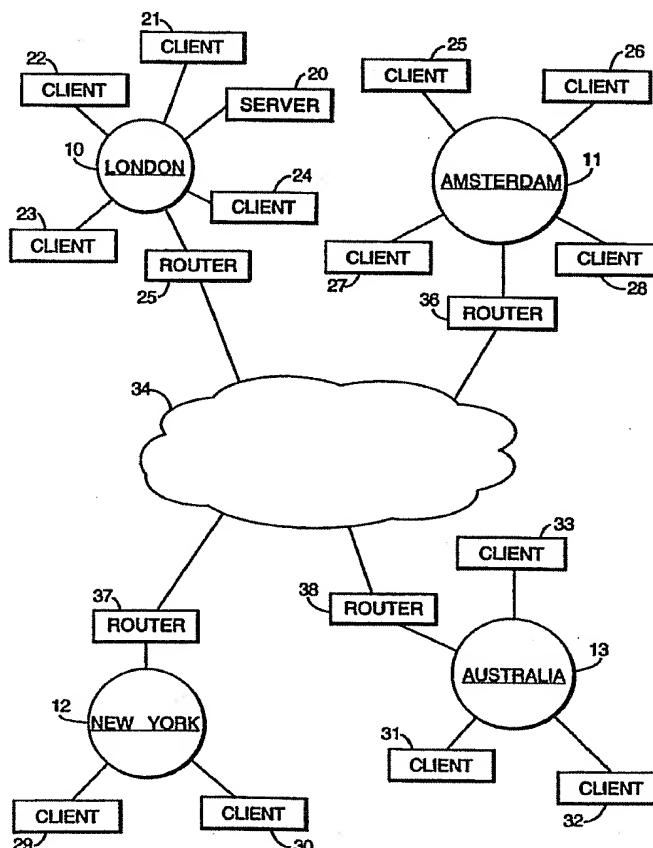 21
CLIENT
22
CLIENT
20
SERVER
10
LONDON
24
CLIENT
23
CLIENT
ROUTER
25
25
CLIENT
26
CLIENT
AMSTERDAM
11
CLIENT
27
CLIENT
28
36
ROUTER
34
37
ROUTER
12
NEW YORK
CLIENT
29
CLIENT
30
33
CLIENT
38
ROUTER
AUSTRALIA
13
31
CLIENT
CLIENT
32